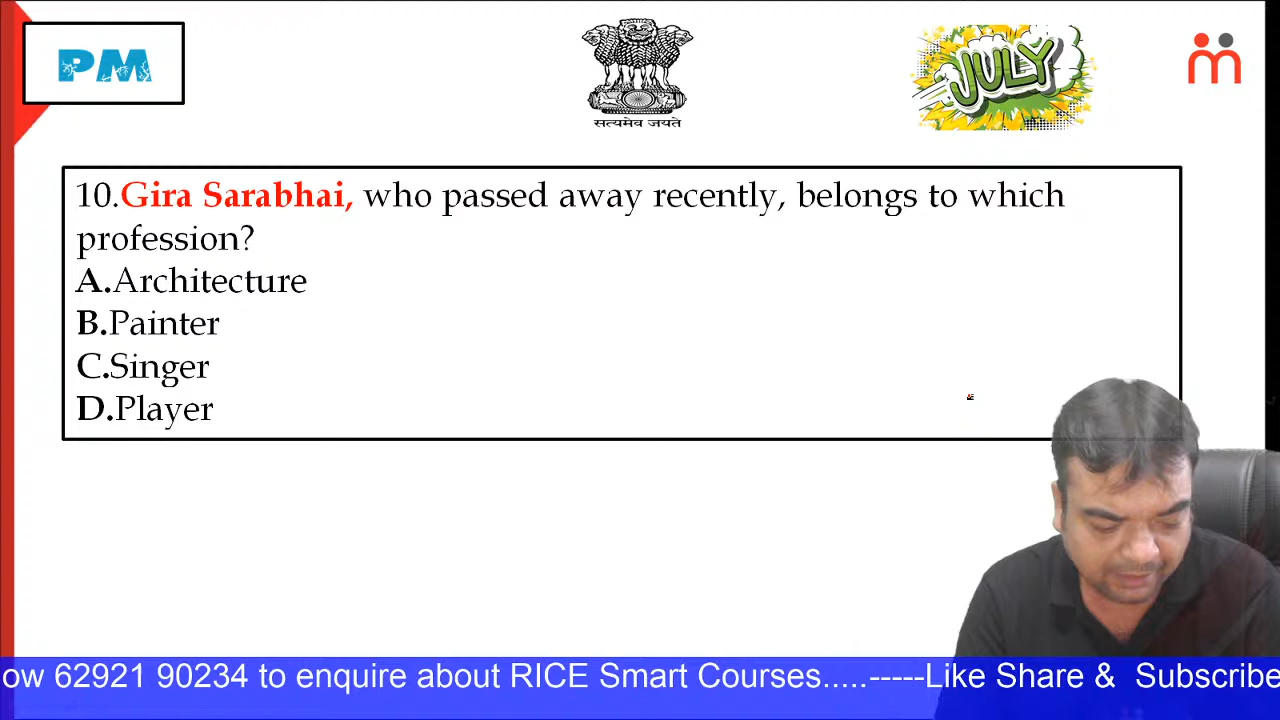 PM
सत्यमेव जयते
JULY
10.Gira Sarabhai, who passed away recently, belongs to which
profession?
A.Architecture
B.Painter
C.Singer
D.Player
ow 62921 90234 to enquire about RICE Smart Courses.....-----Like Share & Subscribe